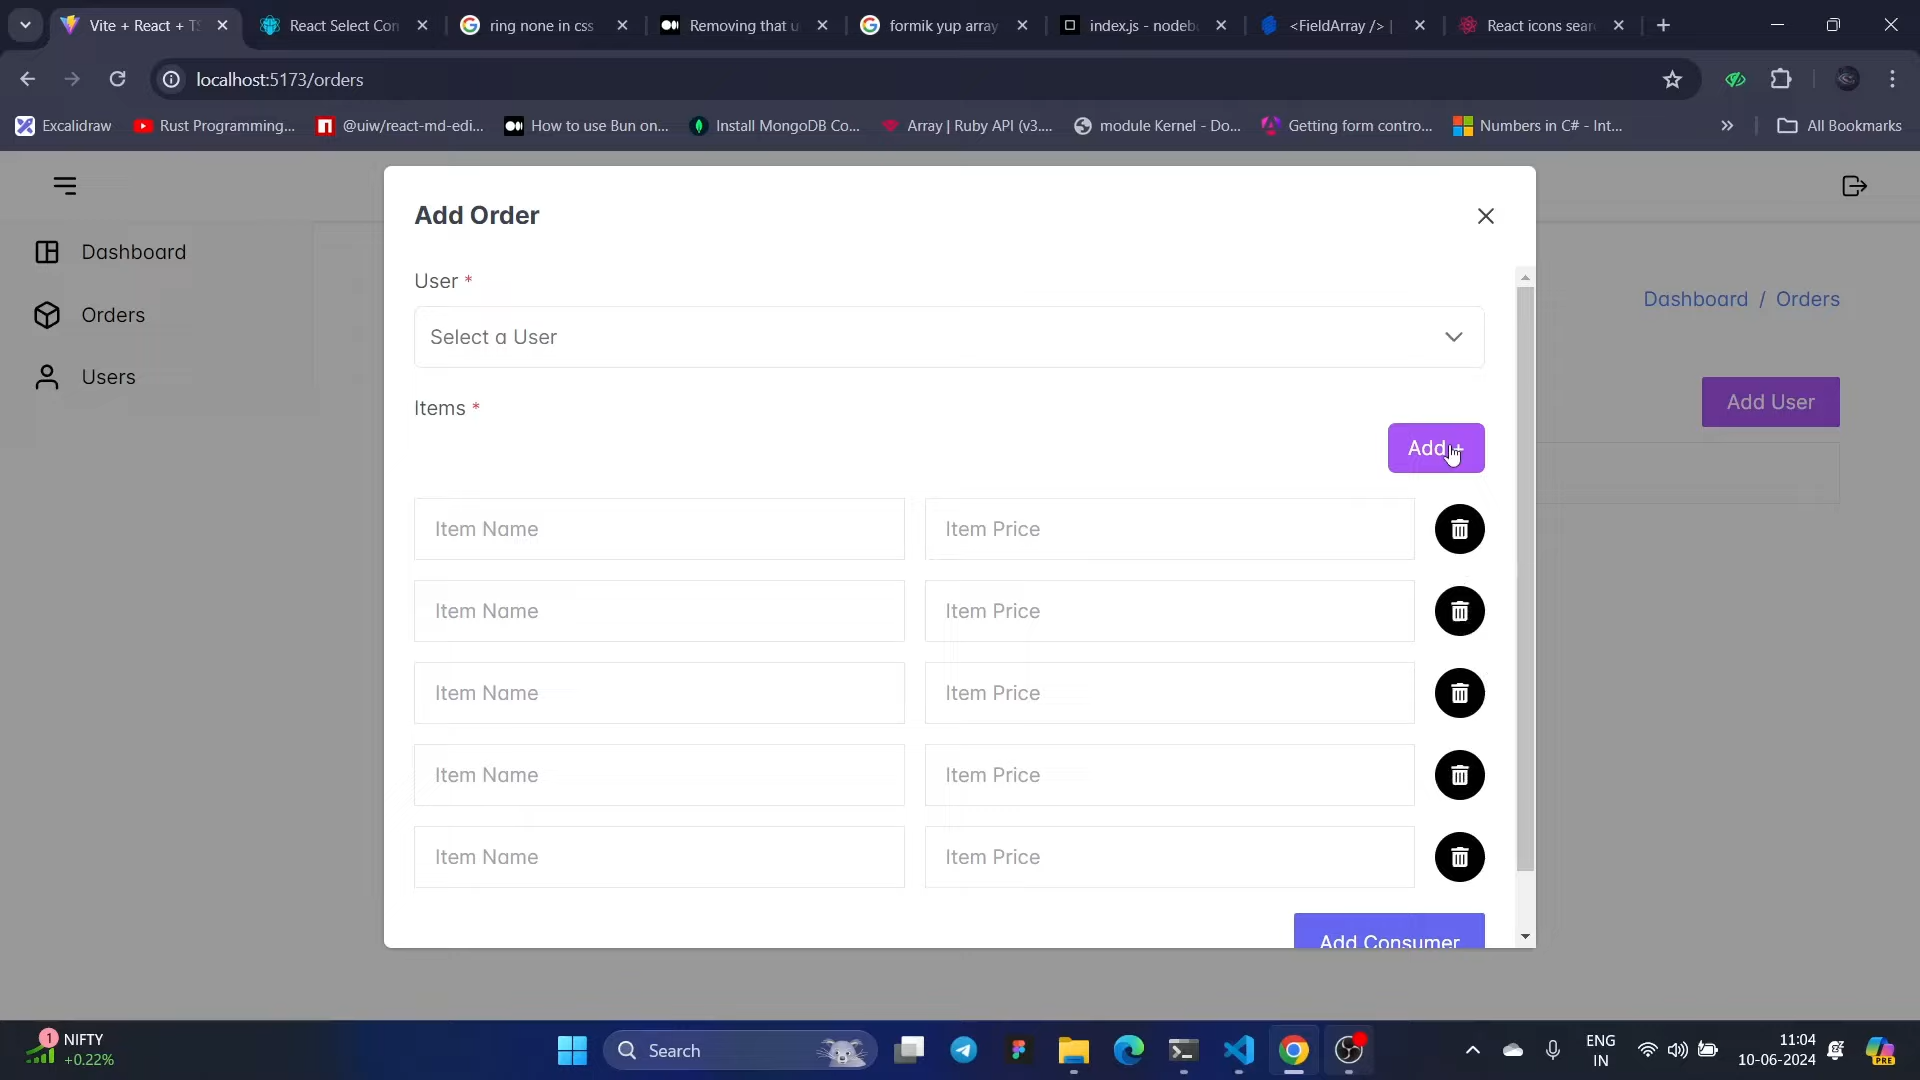 Vite + React + TS
React Select Con
ring none in css
Removing that u
formik yup array
index.js - nodeb
<FieldArray /> |
React icons sear
localhost:5173/orders
Excalidraw
Rust Programming...
@uiw/react-md-edi...
How to use Bun on...
Install MongoDB Co...
Array | Ruby API (v3....
module Kernel - Do...
Getting form contro...
Numbers in C# - Int...
All Bookmarks
Add Order
Dashboard
Orders
Users
User *
Select a User
Dashboard / Orders
Add User
Items *
Add +
Item Name
Item Price
Item Name
Item Price
Item Name
Item Price
Item Name
Item Price
Item Name
Item Price
Add Consumer
1
NIFTY
+0.22%
Search
ENG
IN
11:04
10-06-2024
PRE